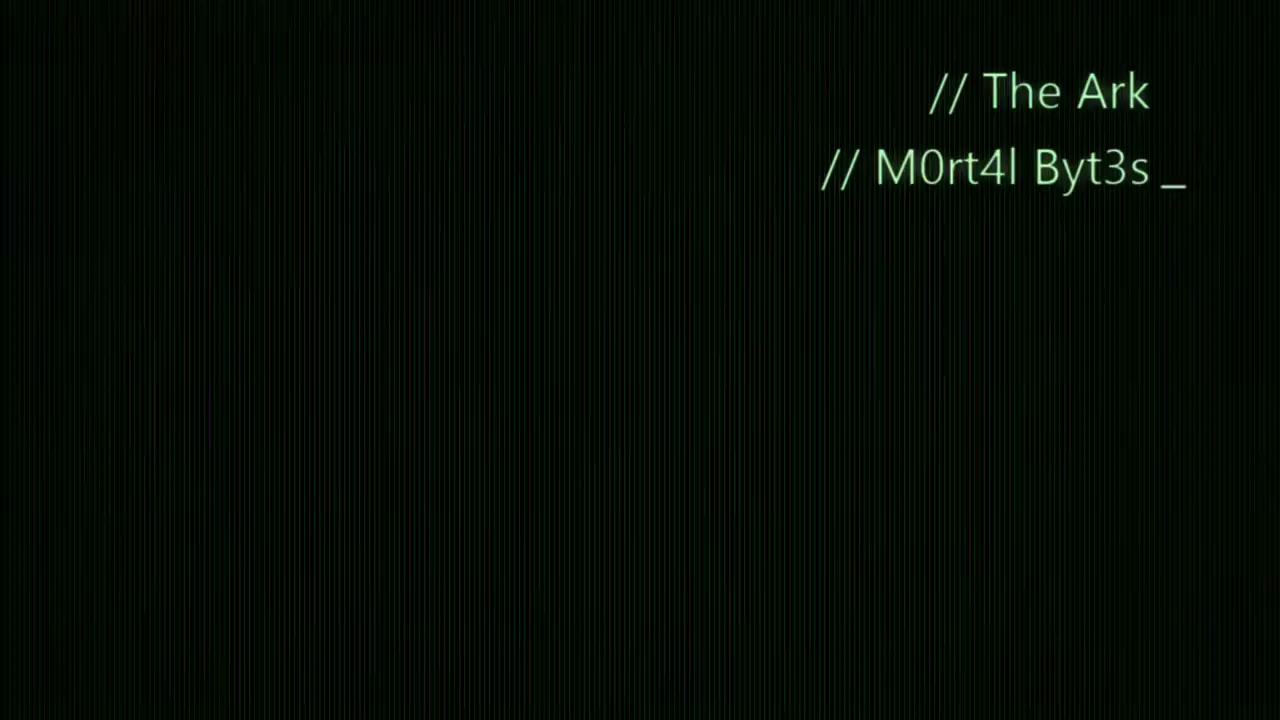 // The Ark
// M0rt4l Byt3s _